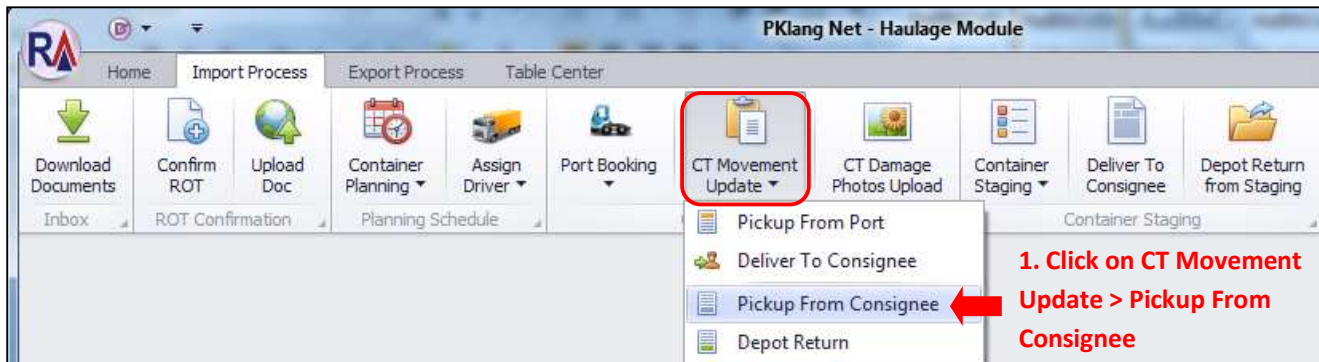 RA
PKlang Net - Haulage Module
Home Import Process Export Process Table Center
Download Documents
Confirm ROT
Upload Doc
Container Planning
Assign Driver
Port Booking
CT Movement Update
CT Damage Photos Upload
Container Staging
Deliver To Consignee
Depot Return from Staging
Inbox ROT Confirmation Planning Schedule C Container Staging
Pickup From Port
Deliver To Consignee
Pickup From Consignee
Depot Return
1. Click on CT Movement
Update > Pickup From
Consignee